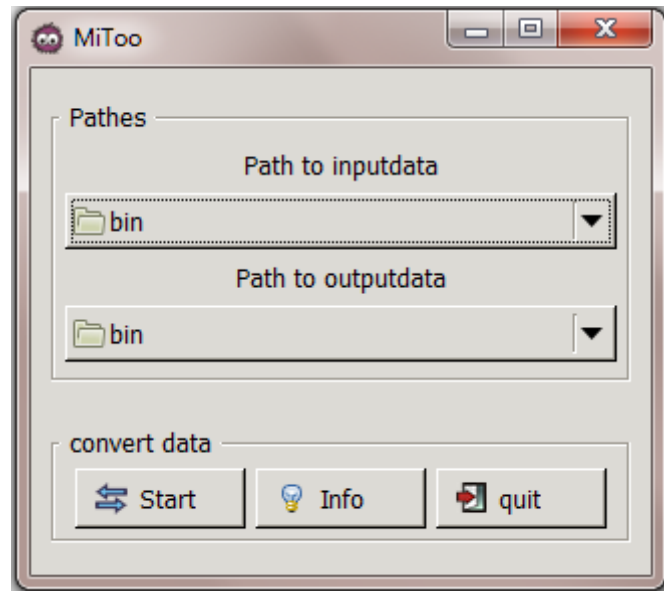 MiToo
Pathes
Path to inputdata
bin
Path to outputdata
bin
convert data
Start Info quit